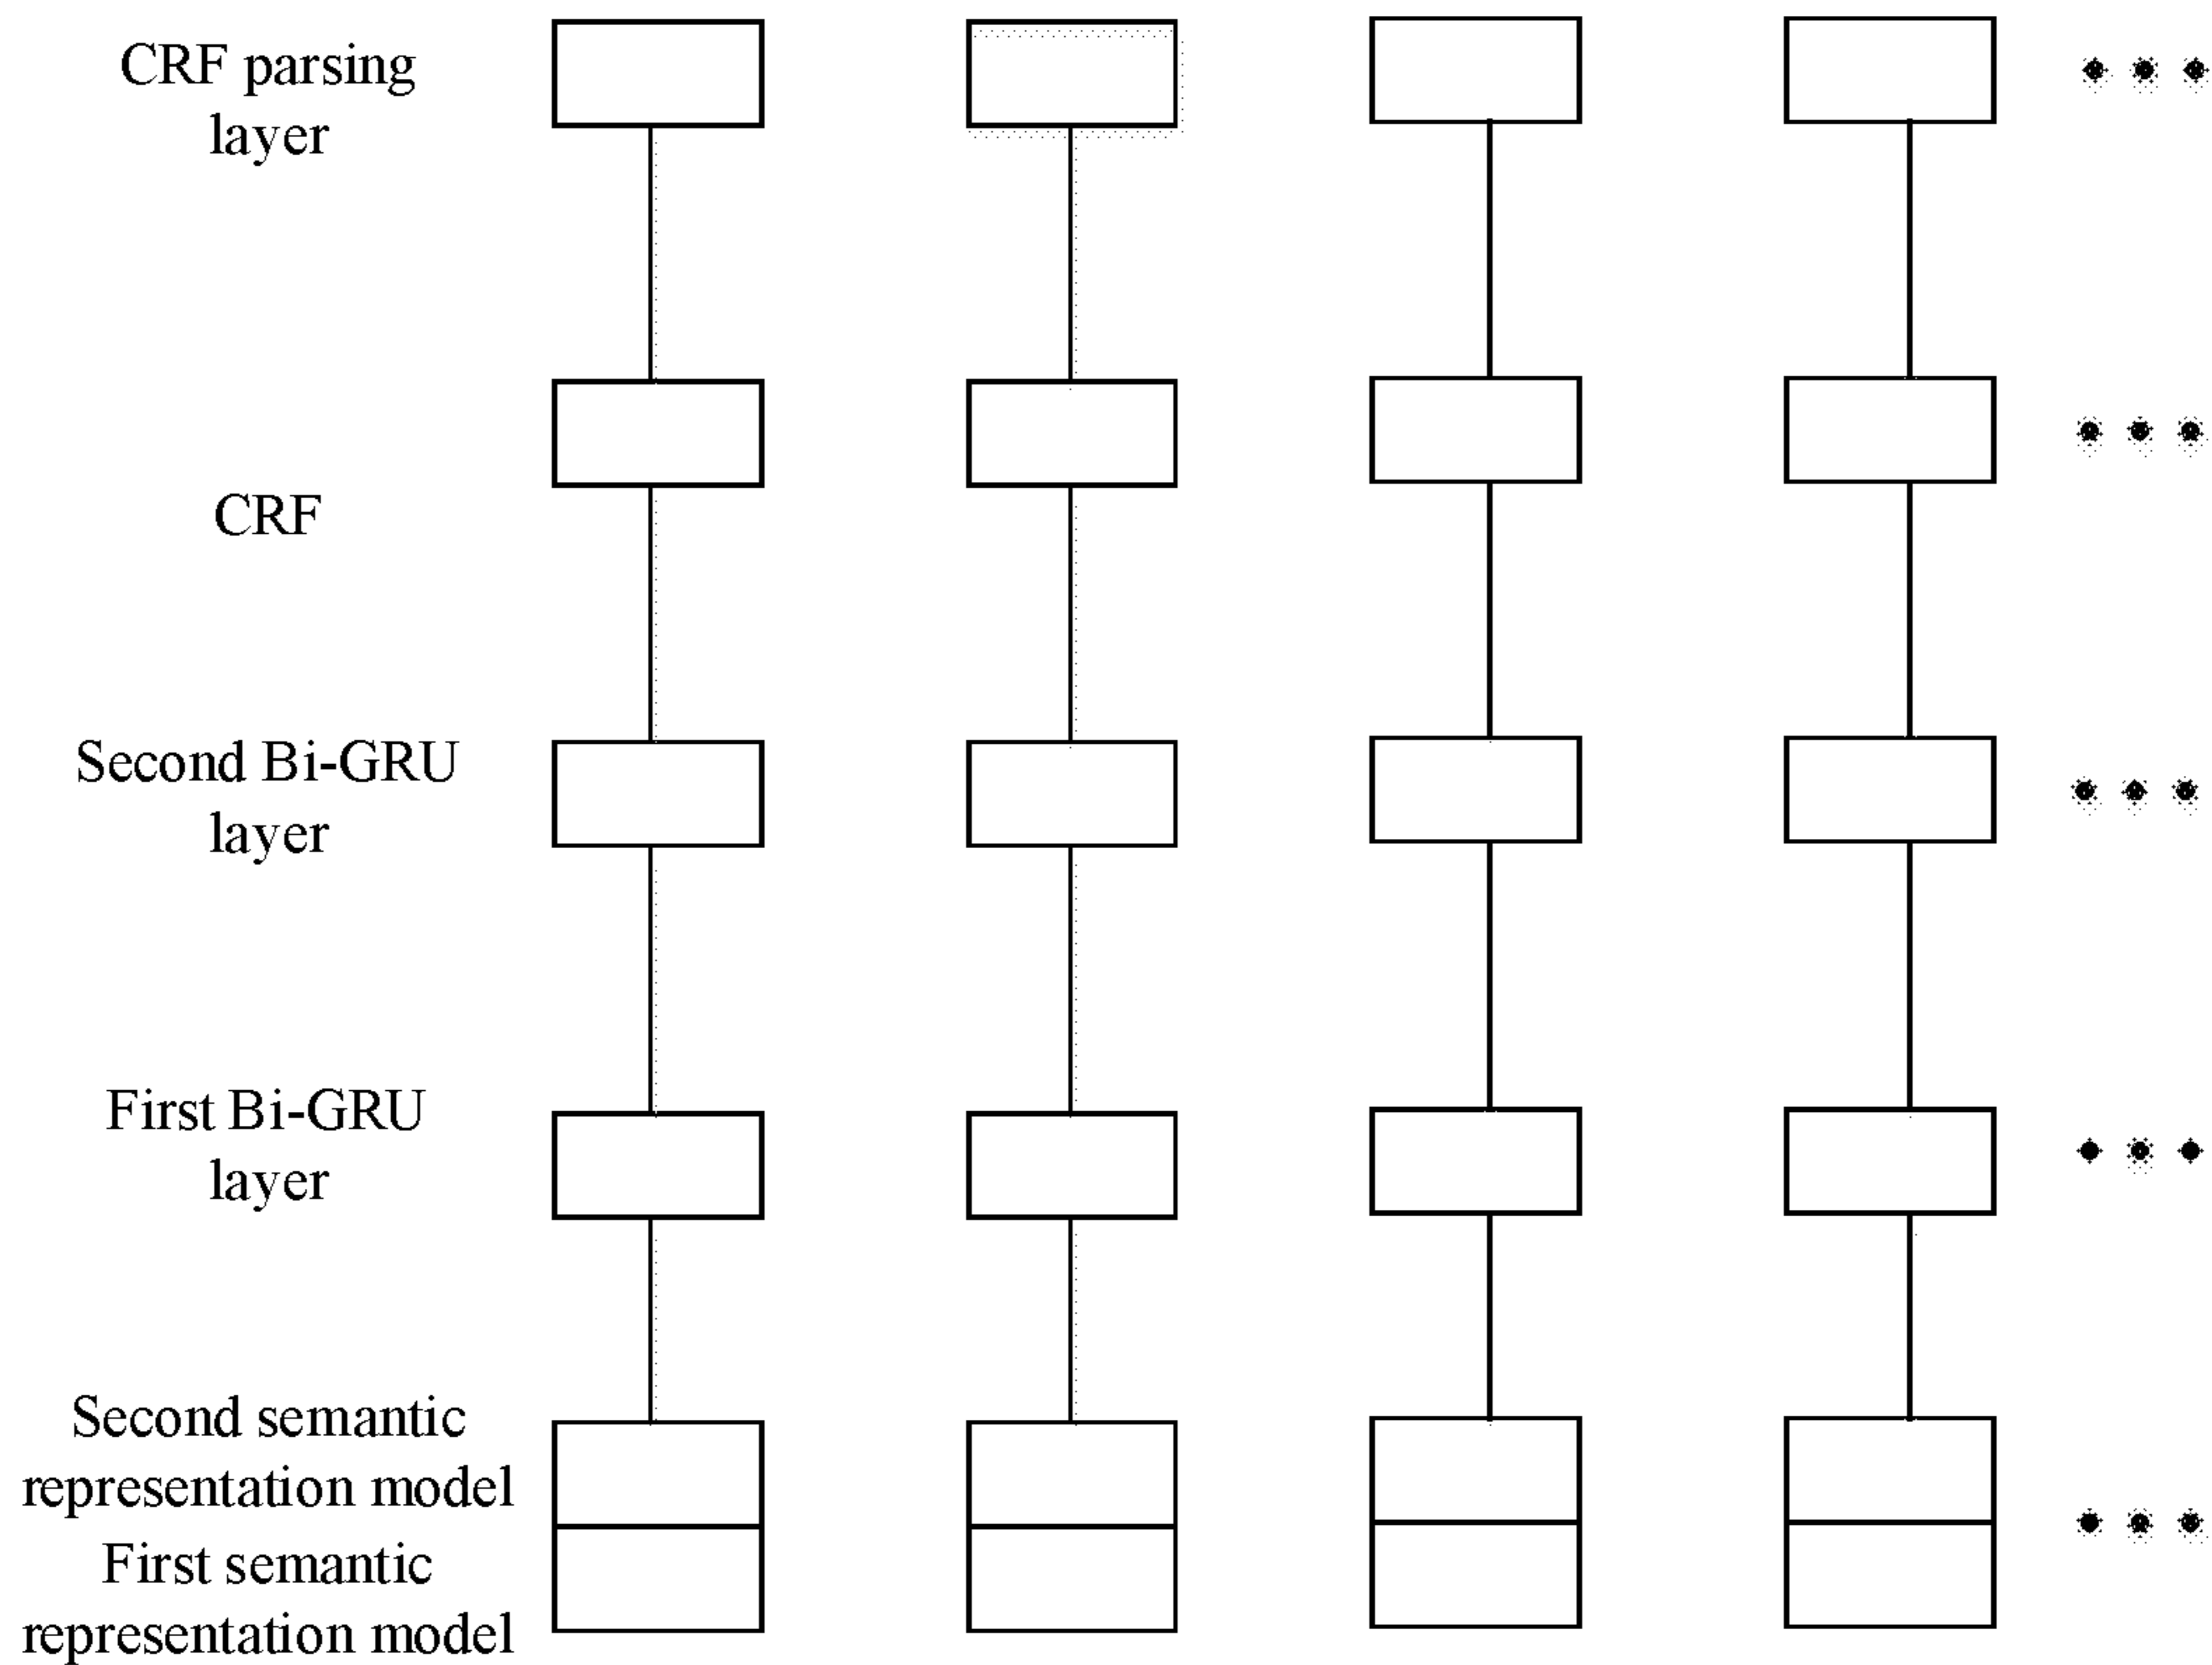 CRF parsing
layer
CRF
Second Bi-GRU
layer
First Bi-GRU
layer
Second semantic
representation model
First semantic
representation model